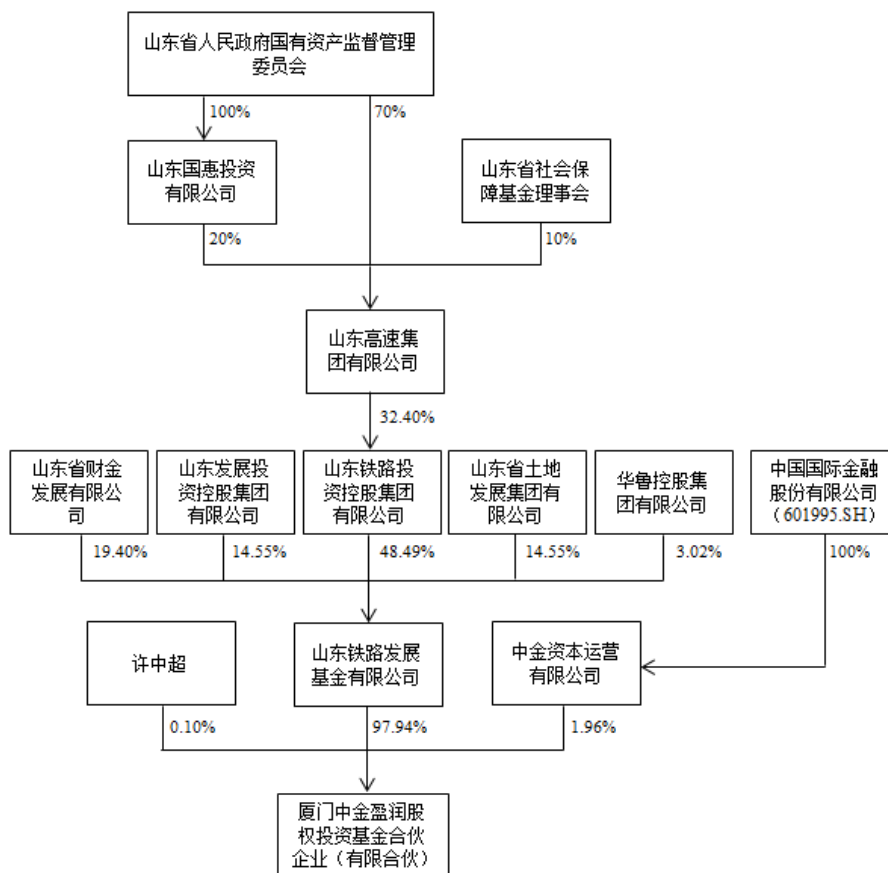 山东省人民政府国有资产监督管理
委员会
100%
70%
山东国惠投资
有限公司
山东省社会保
障基金理事会
20%
10%
山东高速集
团有限公司
32.40%
山东省财金
发展有限公
司
山东发展投
资控股集团
有限公司
山东铁路投
资控股集团
有限公司
山东省土地
发展集团有
限公司
华鲁控股集
团有限公司
中国国际金融
股份有限公司
（601995.SH）
19.40%
14.55%
48.49%
14.55%
3.02%
100%
许中超
山东铁路发展
基金有限公司
中金资本运营
有限公司
0.10%
97.94%
1.96%
厦门中金盈润股
权投资基金合伙
企业（有限合伙）